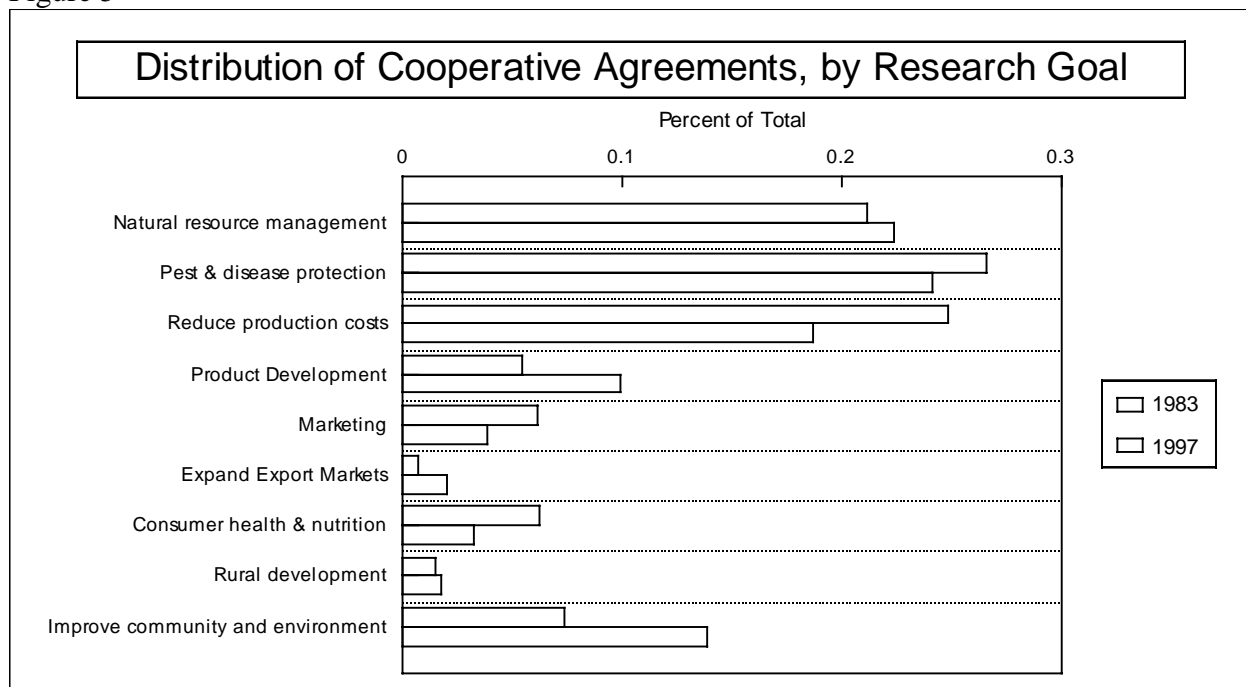 Distribution of Cooperative Agreements, by Research Goal
Percent of Total
0 0.1 0.2 0.3
Natural resource management
Pest & disease protection
Reduce production costs
Product Development
Marketing
Expand Export Markets
Consumer health & nutrition
Rural development
Improve community and environment
1983
1997